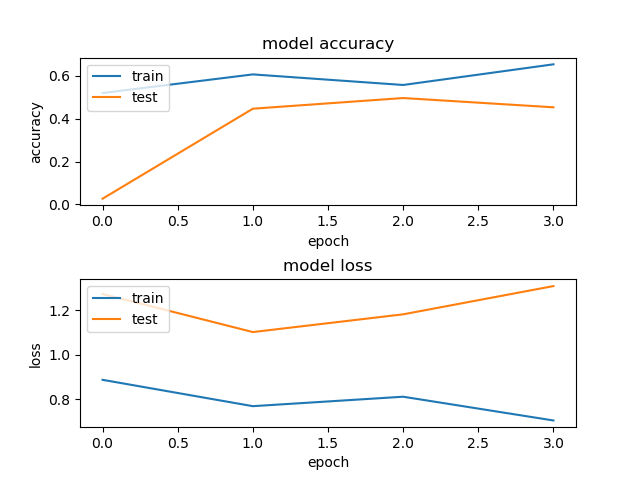 model accuracy
train
test
accuracy
0.6
0.4
0.2
0.0
0.0 0.5 1.0 1.5 2.0 2.5 3.0
epoch
model loss
train
test
loss
1.2
1.0
0.8
0.0 0.5 1.0 1.5 2.0 2.5 3.0
epoch